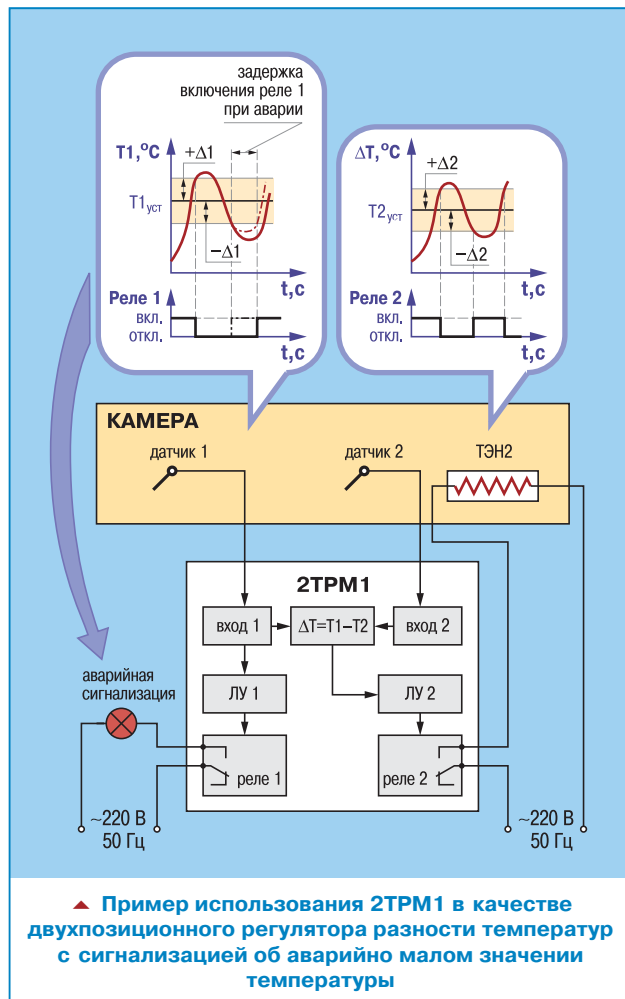 задержка
включения реле 1
при аварии
T1,°C
+Δ1
T1уст
−Δ1
t,c
Реле 1
вкл.
откл.
t,c
ΔT,°C
+Δ2
T2уст
−Δ2
t,c
Реле 2
вкл.
откл.
t,c
КАМЕРА
датчик 1
датчик 2
ТЭН2
2ТРМ1
вход 1
ΔT=T1−T2
вход 2
аварийная
сигнализация
ЛУ 1
ЛУ 2
реле 1
реле 2
~220 В
50 Гц
~220 В
50 Гц
Пример использования 2ТРМ1 в качестве
двухпозиционного регулятора разности температур
с сигнализацией об аварийно малом значении
температуры